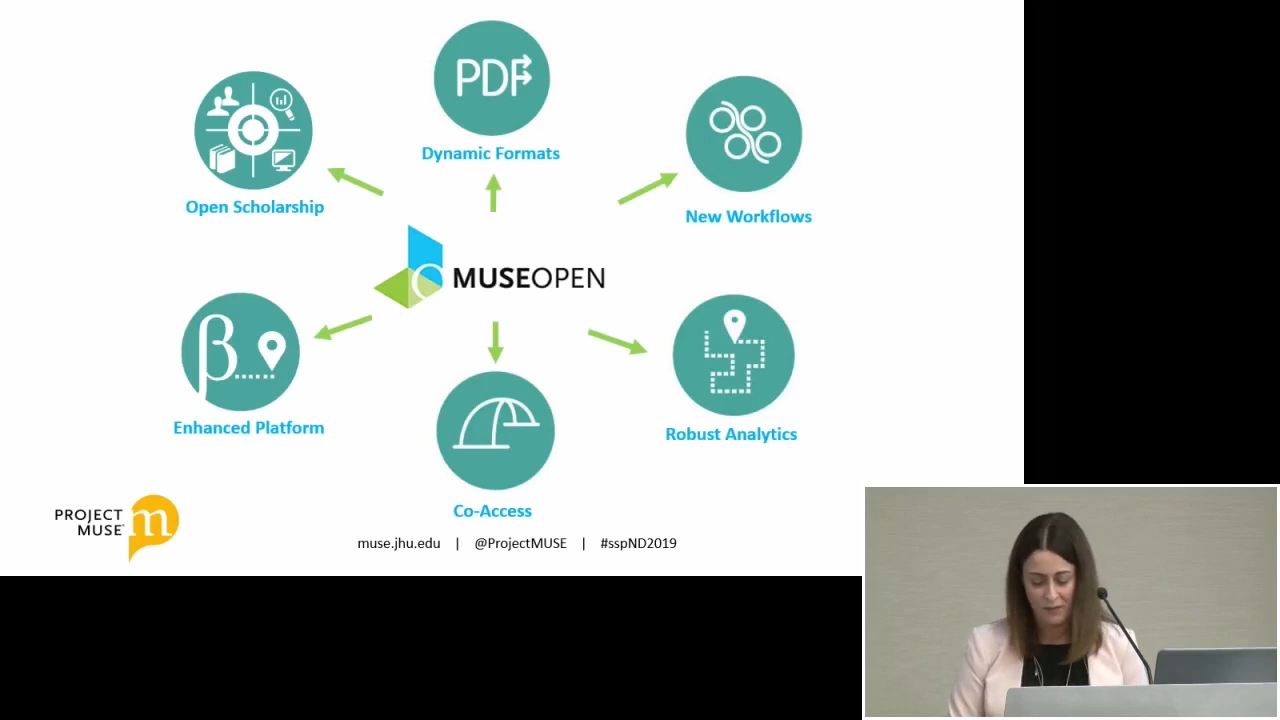 PDF
Dynamic Formats
Open Scholarship
New Workflows
MUSEOPEN
β
Enhanced Platform
Robust Analytics
Co-Access
PROJECT
MUSE®
m
muse.jhu.edu | @ProjectMUSE | #sspND2019